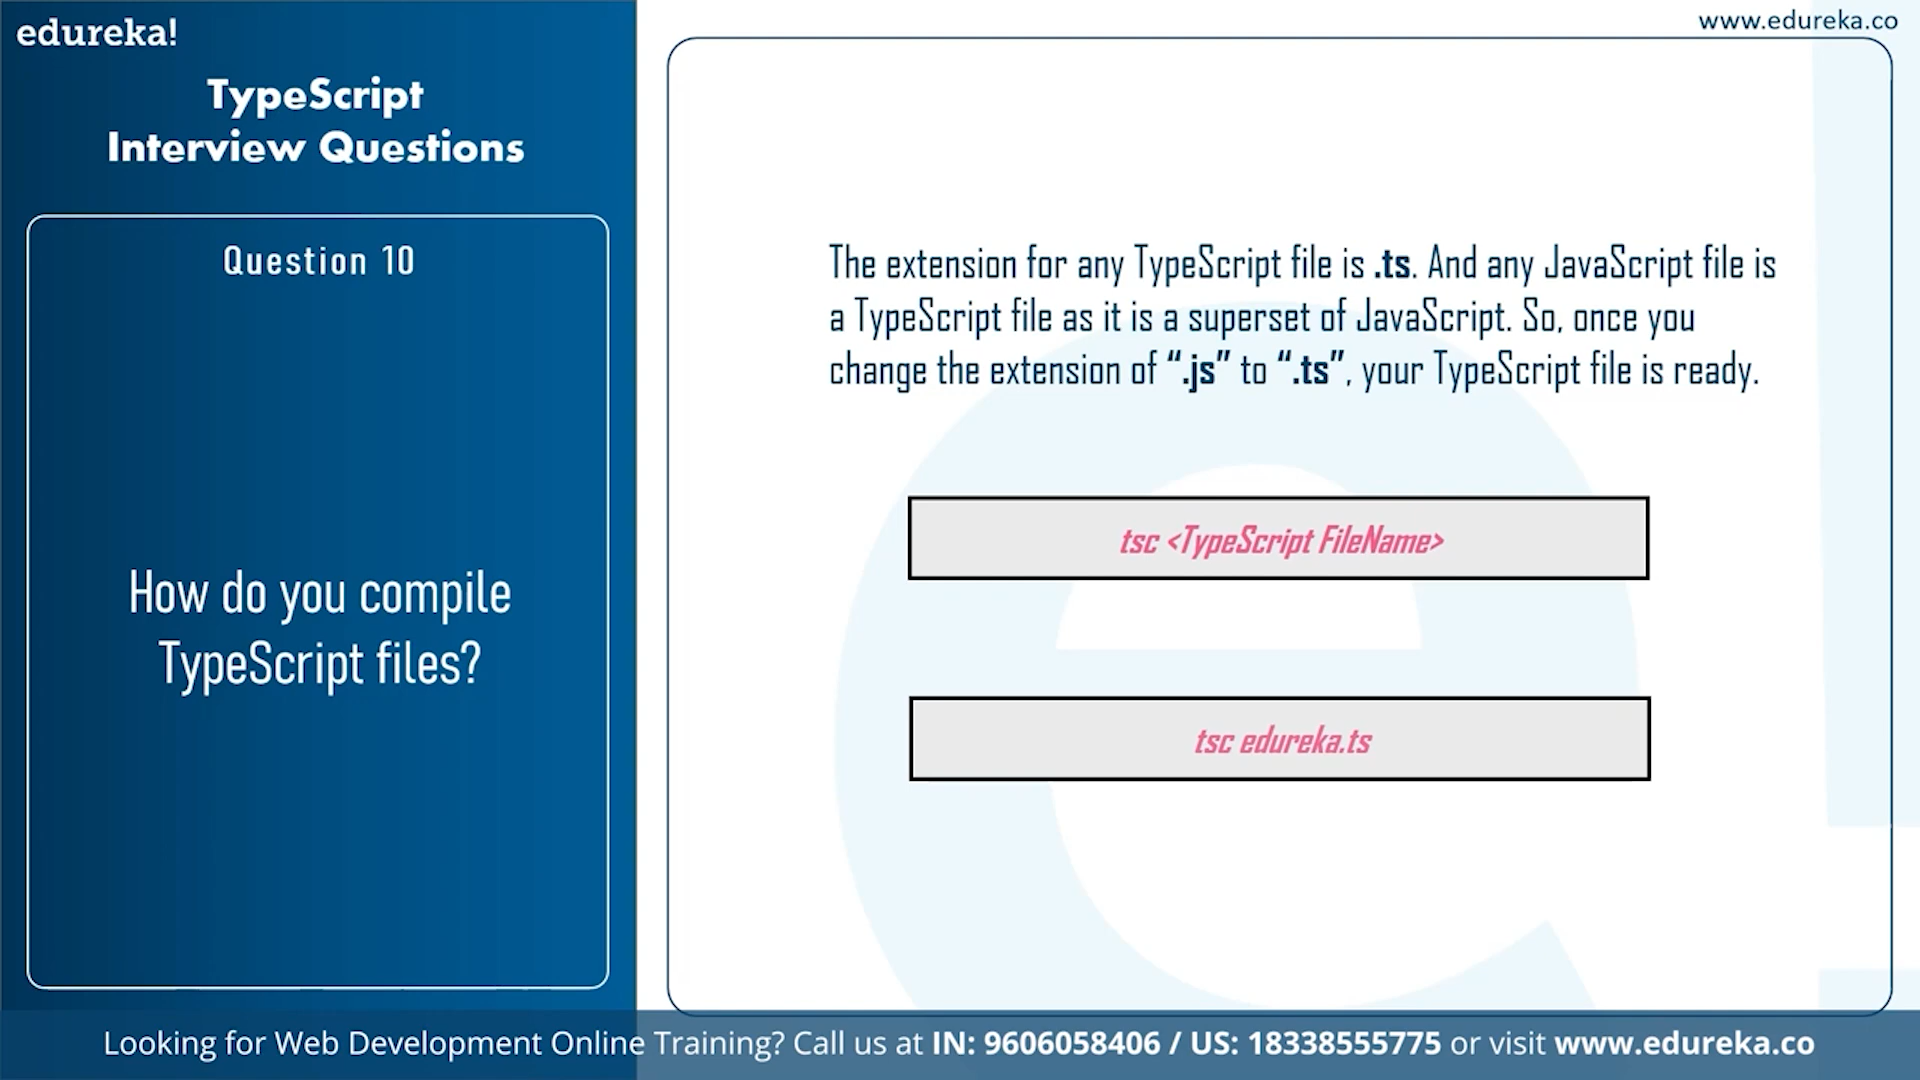 edureka!
www.edureka.co
TypeScript
Interview Questions
Question 10
How do you compile
TypeScript files?
The extension for any TypeScript file is .ts. And any JavaScript file is
a TypeScript file as it is a superset of JavaScript. So, once you
change the extension of “.js” to “.ts”, your TypeScript file is ready.
tsc <TypeScript FileName>
tsc edureka.ts
Looking for Web Development Online Training? Call us at IN: 9606058406 / US: 18338555775 or visit www.edureka.co